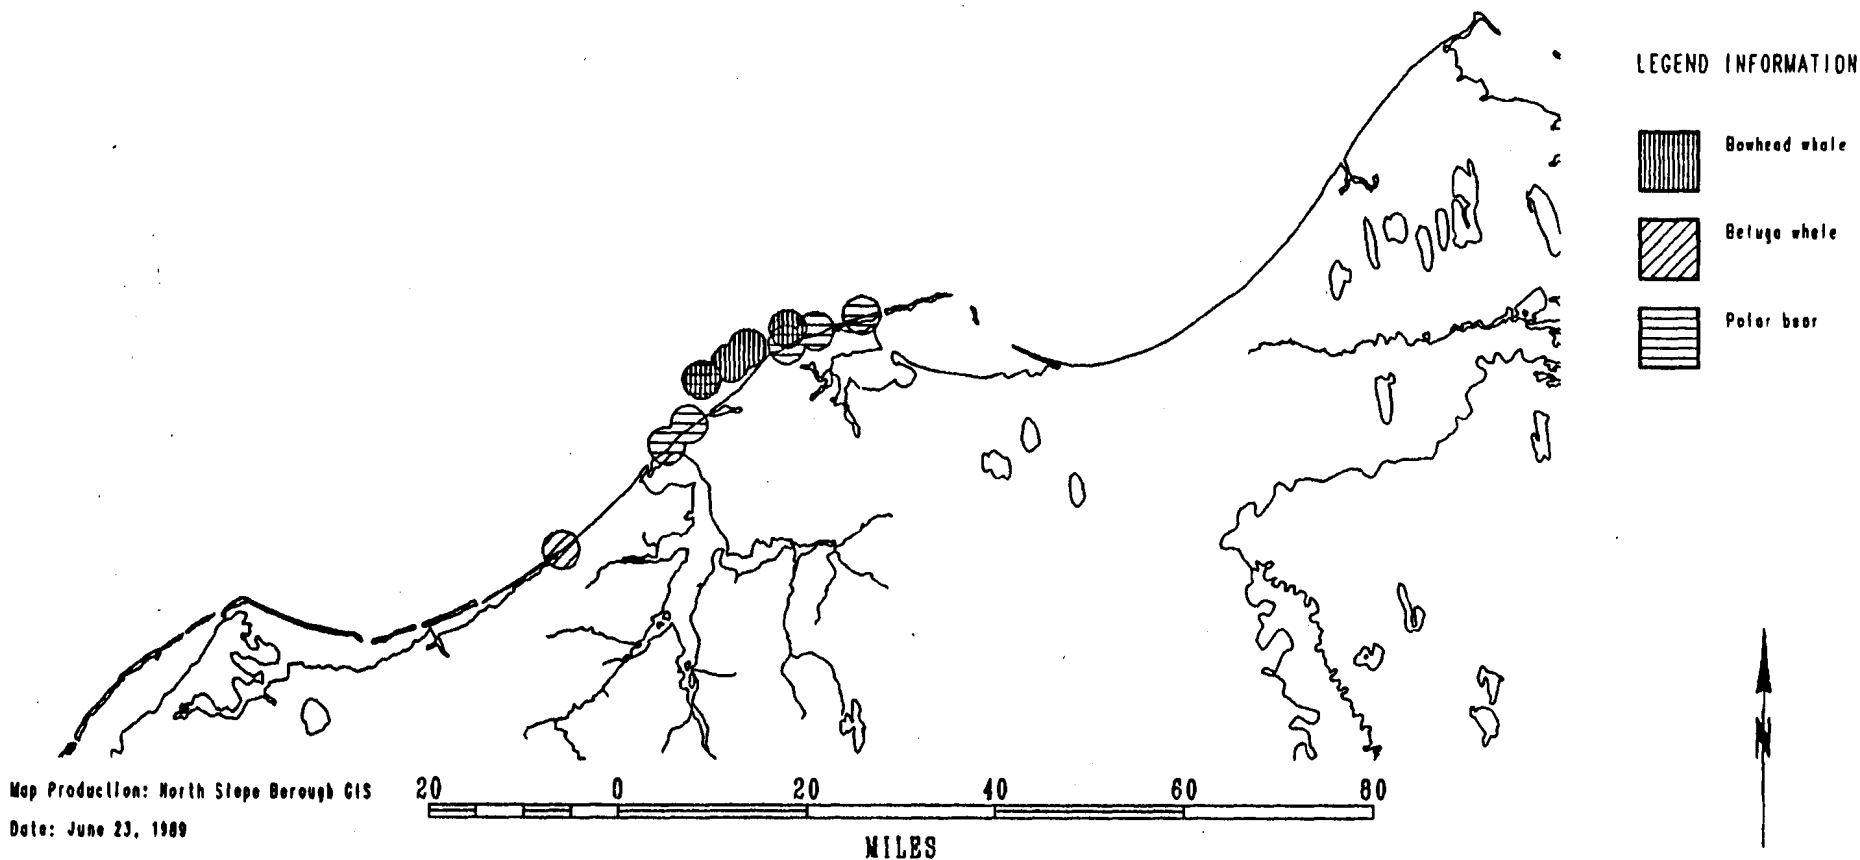 LEGEND INFORMATION
Bowhead whale
Beluga whale
Polar bear
Map Production: North Slope Borough GIS
Date: June 23, 1989
20 0 20 40 60 80
MILES
N